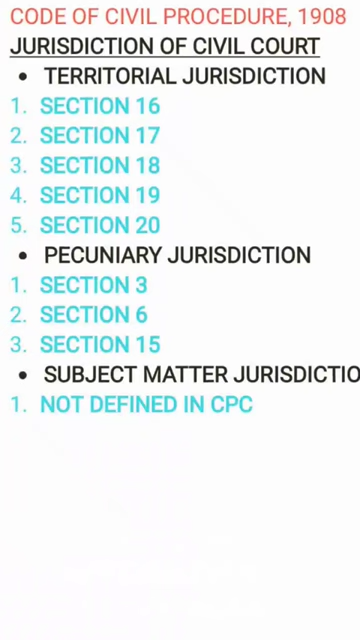 CODE OF CIVIL PROCEDURE, 1908
JURISDICTION OF CIVIL COURT
• TERRITORIAL JURISDICTION
1. SECTION 16
2. SECTION 17
3. SECTION 18
4. SECTION 19
5. SECTION 20
• PECUNIARY JURISDICTION
1. SECTION 3
2. SECTION 6
3. SECTION 15
• SUBJECT MATTER JURISDICTIO
1. NOT DEFINED IN CPC